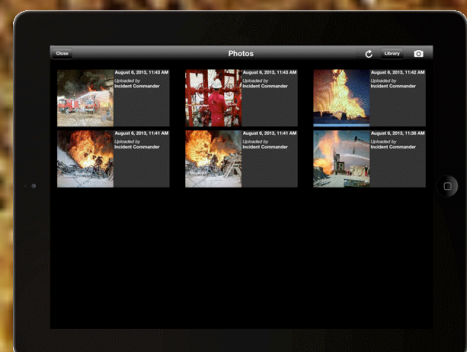 Close
Photos
Library
August 6, 2013, 11:43 AM
Uploaded by
Incident Commander
August 6, 2013, 11:43 AM
Uploaded by
Incident Commander
August 6, 2013, 11:42 AM
Uploaded by
Incident Commander
August 6, 2013, 11:41 AM
Uploaded by
Incident Commander
August 6, 2013, 11:41 AM
Uploaded by
Incident Commander
August 6, 2013, 11:38 AM
Uploaded by
Incident Commander